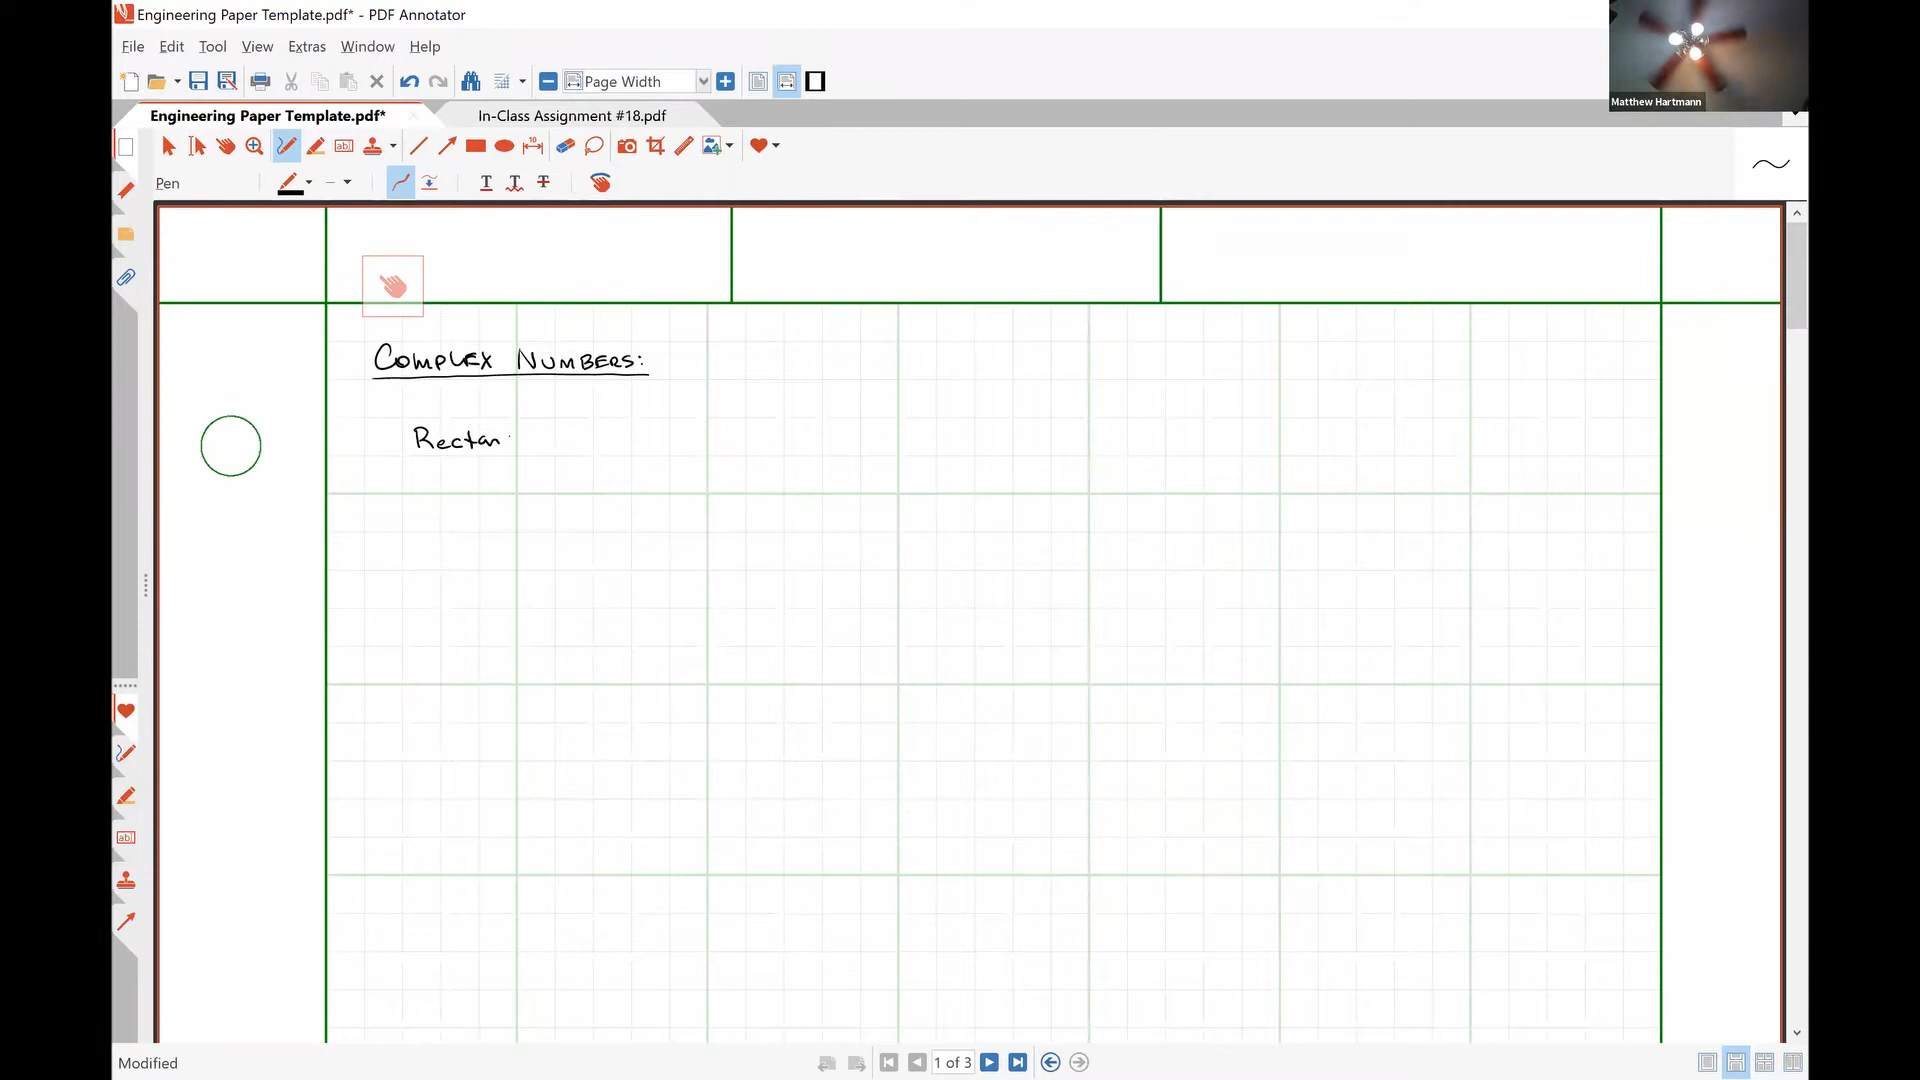 Engineering Paper Template.pdf* - PDF Annotator
Matthew Hartmann
File Edit Tool View Extras Window Help
Page Width
Engineering Paper Template.pdf*
In-Class Assignment #18.pdf
Pen
COMPLEX NUMBERS:
Rectan
Modified
1 of 3